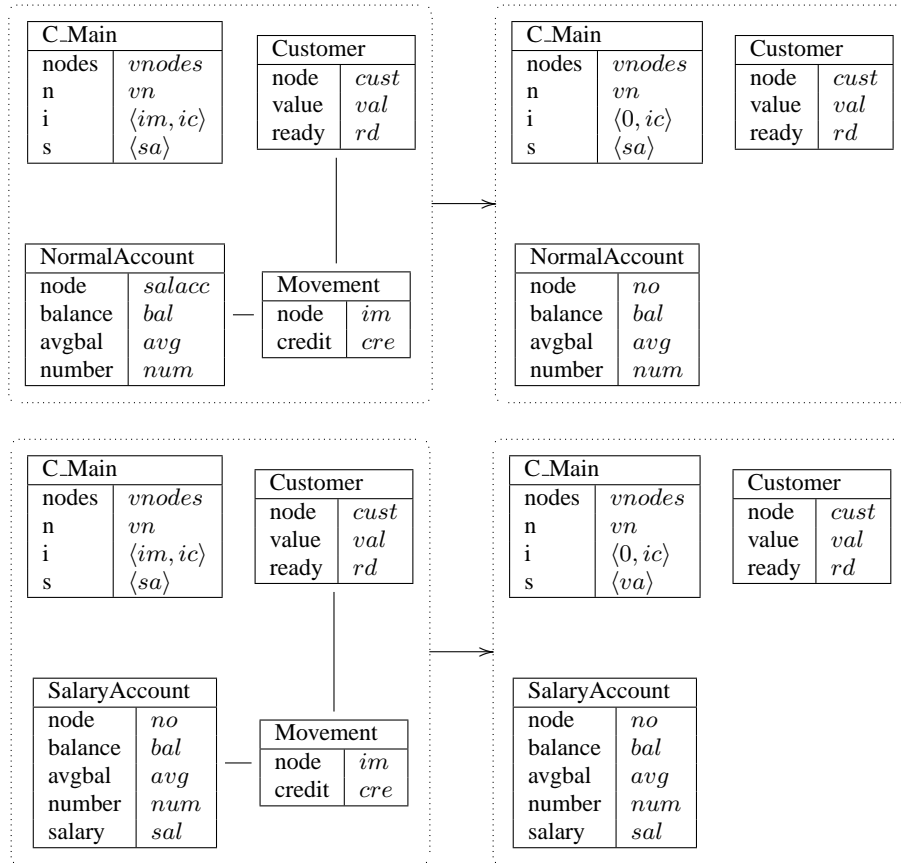 C_Main
nodes vnodes
n vn
i ⟨im, ic⟩
s ⟨sa⟩
Customer
node cust
value val
ready rd
C_Main
nodes vnodes
n vn
i ⟨0, ic⟩
s ⟨sa⟩
Customer
node cust
value val
ready rd
NormalAccount
node salacc
balance bal
avgbal avg
number num
Movement
node im
credit cre
NormalAccount
node no
balance bal
avgbal avg
number num
C_Main
nodes vnodes
n vn
i ⟨im, ic⟩
s ⟨sa⟩
Customer
node cust
value val
ready rd
C_Main
nodes vnodes
n vn
i ⟨0, ic⟩
s ⟨va⟩
Customer
node cust
value val
ready rd
SalaryAccount
node no
balance bal
avgbal avg
number num
salary sal
Movement
node im
credit cre
SalaryAccount
node no
balance bal
avgbal avg
number num
salary sal